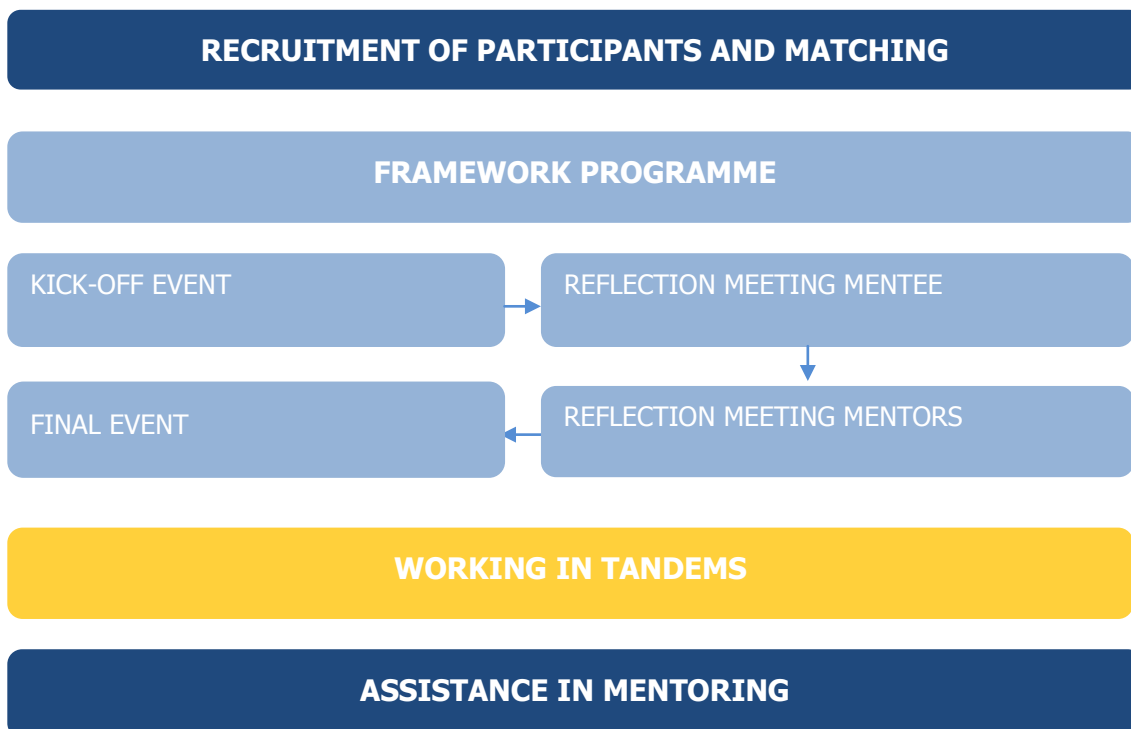 RECRUITMENT OF PARTICIPANTS AND MATCHING
FRAMEWORK PROGRAMME
KICK-OFF EVENT
REFLECTION MEETING MENTEE
FINAL EVENT
REFLECTION MEETING MENTORS
WORKING IN TANDEMS
ASSISTANCE IN MENTORING